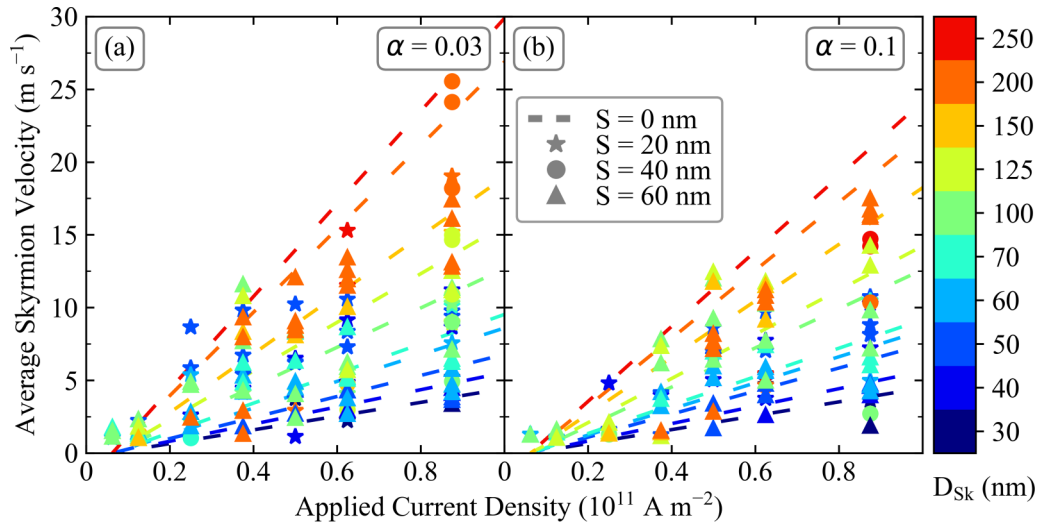 (a)
α = 0.03
(b)
α = 0.1
S = 0 nm
S = 20 nm
S = 40 nm
S = 60 nm
Average Skyrmion Velocity (m s⁻¹)
30
25
20
15
10
5
0
0 0.2 0.4 0.6 0.8 0 0.2 0.4 0.6 0.8
Applied Current Density (10¹¹ A m⁻²)
250
200
150
125
100
70
60
50
40
30
D_Sk (nm)